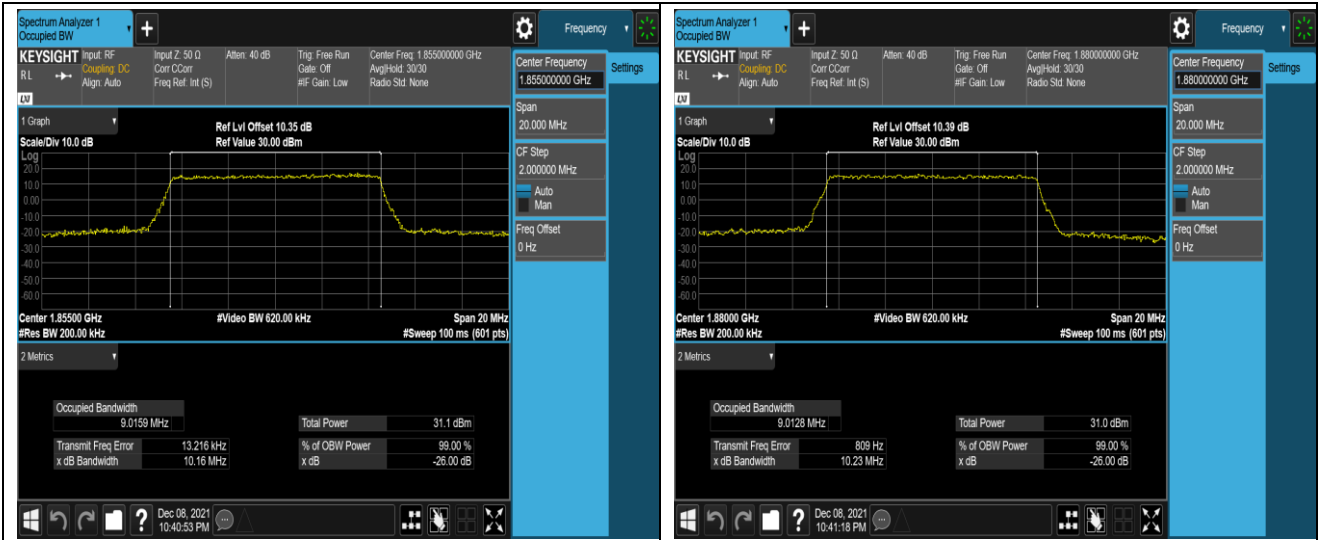 Spectrum Analyzer 1
Occupied BW
+
Frequency
KEYSIGHT Input: RF Input Z: 50 Ω Atten: 40 dB Trig: Free Run Center Freq: 1.855000000 GHz
RL Coupling: DC Corr CCorr Gate: Off Avg|Hold: 30/30
Align: Auto Freq Ref: Int (S) #IF Gain: Low Radio Std: None
LXI
Center Frequency
1.855000000 GHz
Settings
Span
20.000 MHz
CF Step
2.000000 MHz
Auto
Man
Freq Offset
0 Hz
1 Graph
Ref Lvl Offset 10.35 dB
Scale/Div 10.0 dB Ref Value 30.00 dBm
Log
20.0
10.0
0.00
-10.0
-20.0
-30.0
-40.0
-50.0
-60.0
Center 1.85500 GHz #Video BW 620.00 kHz Span 20 MHz
#Res BW 200.00 kHz #Sweep 100 ms (601 pts)
2 Metrics
Occupied Bandwidth
9.0159 MHz Total Power 31.1 dBm
Transmit Freq Error 13.216 kHz % of OBW Power 99.00 %
x dB Bandwidth 10.16 MHz x dB -26.00 dB
? Dec 08, 2021
10:40:53 PM
Spectrum Analyzer 1
Occupied BW
+
Frequency
KEYSIGHT Input: RF Input Z: 50 Ω Atten: 40 dB Trig: Free Run Center Freq: 1.880000000 GHz
RL Coupling: DC Corr CCorr Gate: Off Avg|Hold: 30/30
Align: Auto Freq Ref: Int (S) #IF Gain: Low Radio Std: None
LXI
Center Frequency
1.880000000 GHz
Settings
Span
20.000 MHz
CF Step
2.000000 MHz
Auto
Man
Freq Offset
0 Hz
1 Graph
Ref Lvl Offset 10.39 dB
Scale/Div 10.0 dB Ref Value 30.00 dBm
Log
20.0
10.0
0.00
-10.0
-20.0
-30.0
-40.0
-50.0
-60.0
Center 1.88000 GHz #Video BW 620.00 kHz Span 20 MHz
#Res BW 200.00 kHz #Sweep 100 ms (601 pts)
2 Metrics
Occupied Bandwidth
9.0128 MHz Total Power 31.0 dBm
Transmit Freq Error 809 Hz % of OBW Power 99.00 %
x dB Bandwidth 10.23 MHz x dB -26.00 dB
? Dec 08, 2021
10:41:18 PM